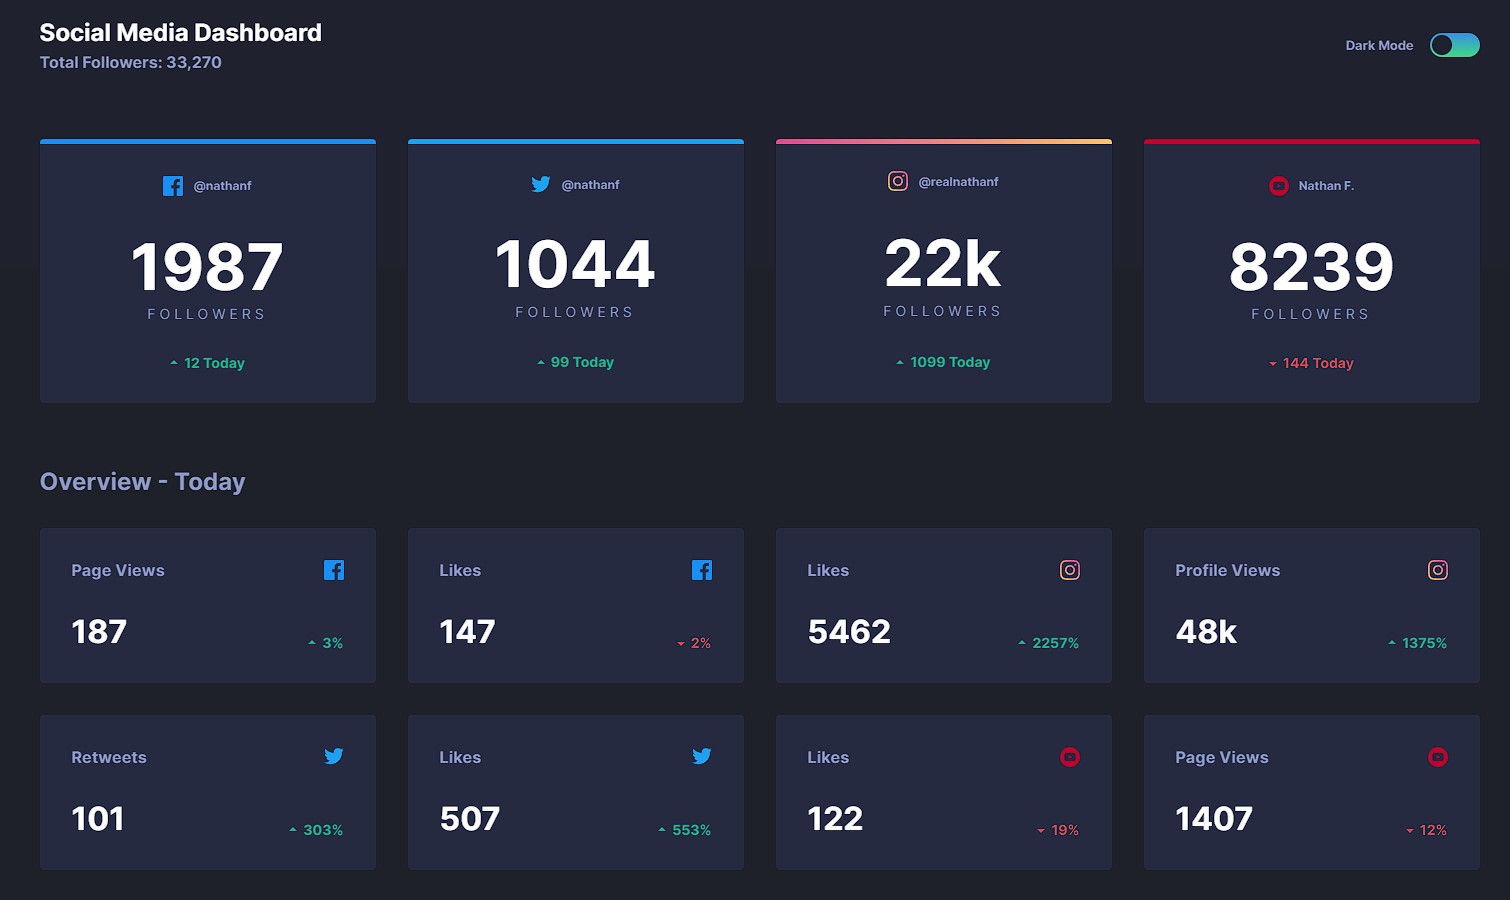 Social Media Dashboard
Total Followers: 33,270
Dark Mode
@nathanf
1987
FOLLOWERS
12 Today
@nathanf
1044
FOLLOWERS
99 Today
@realnathanf
22k
FOLLOWERS
1099 Today
Nathan F.
8239
FOLLOWERS
144 Today
Overview - Today
Page Views
187
3%
Likes
147
2%
Likes
5462
2257%
Profile Views
48k
1375%
Retweets
101
303%
Likes
507
553%
Likes
122
19%
Page Views
1407
12%